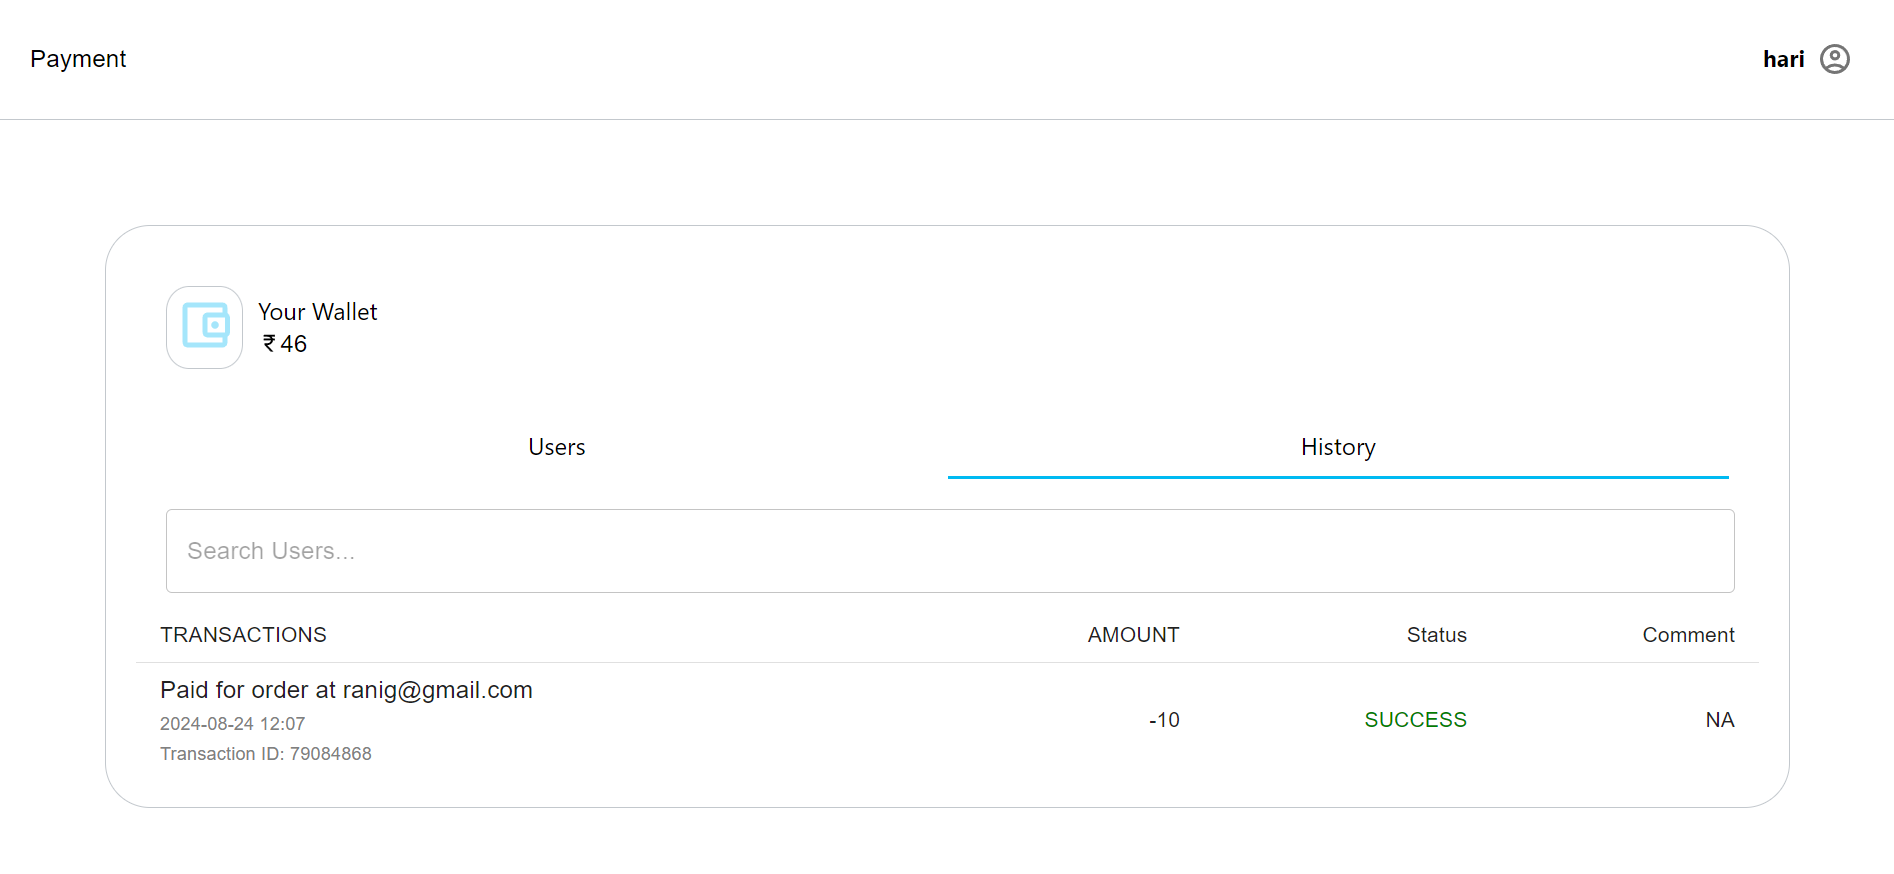 Payment
hari
Your Wallet
₹ 46
Users
History
Search Users...
TRANSACTIONS AMOUNT Status Comment
Paid for order at ranig@gmail.com
2024-08-24 12:07
-10 SUCCESS NA
Transaction ID: 79084868